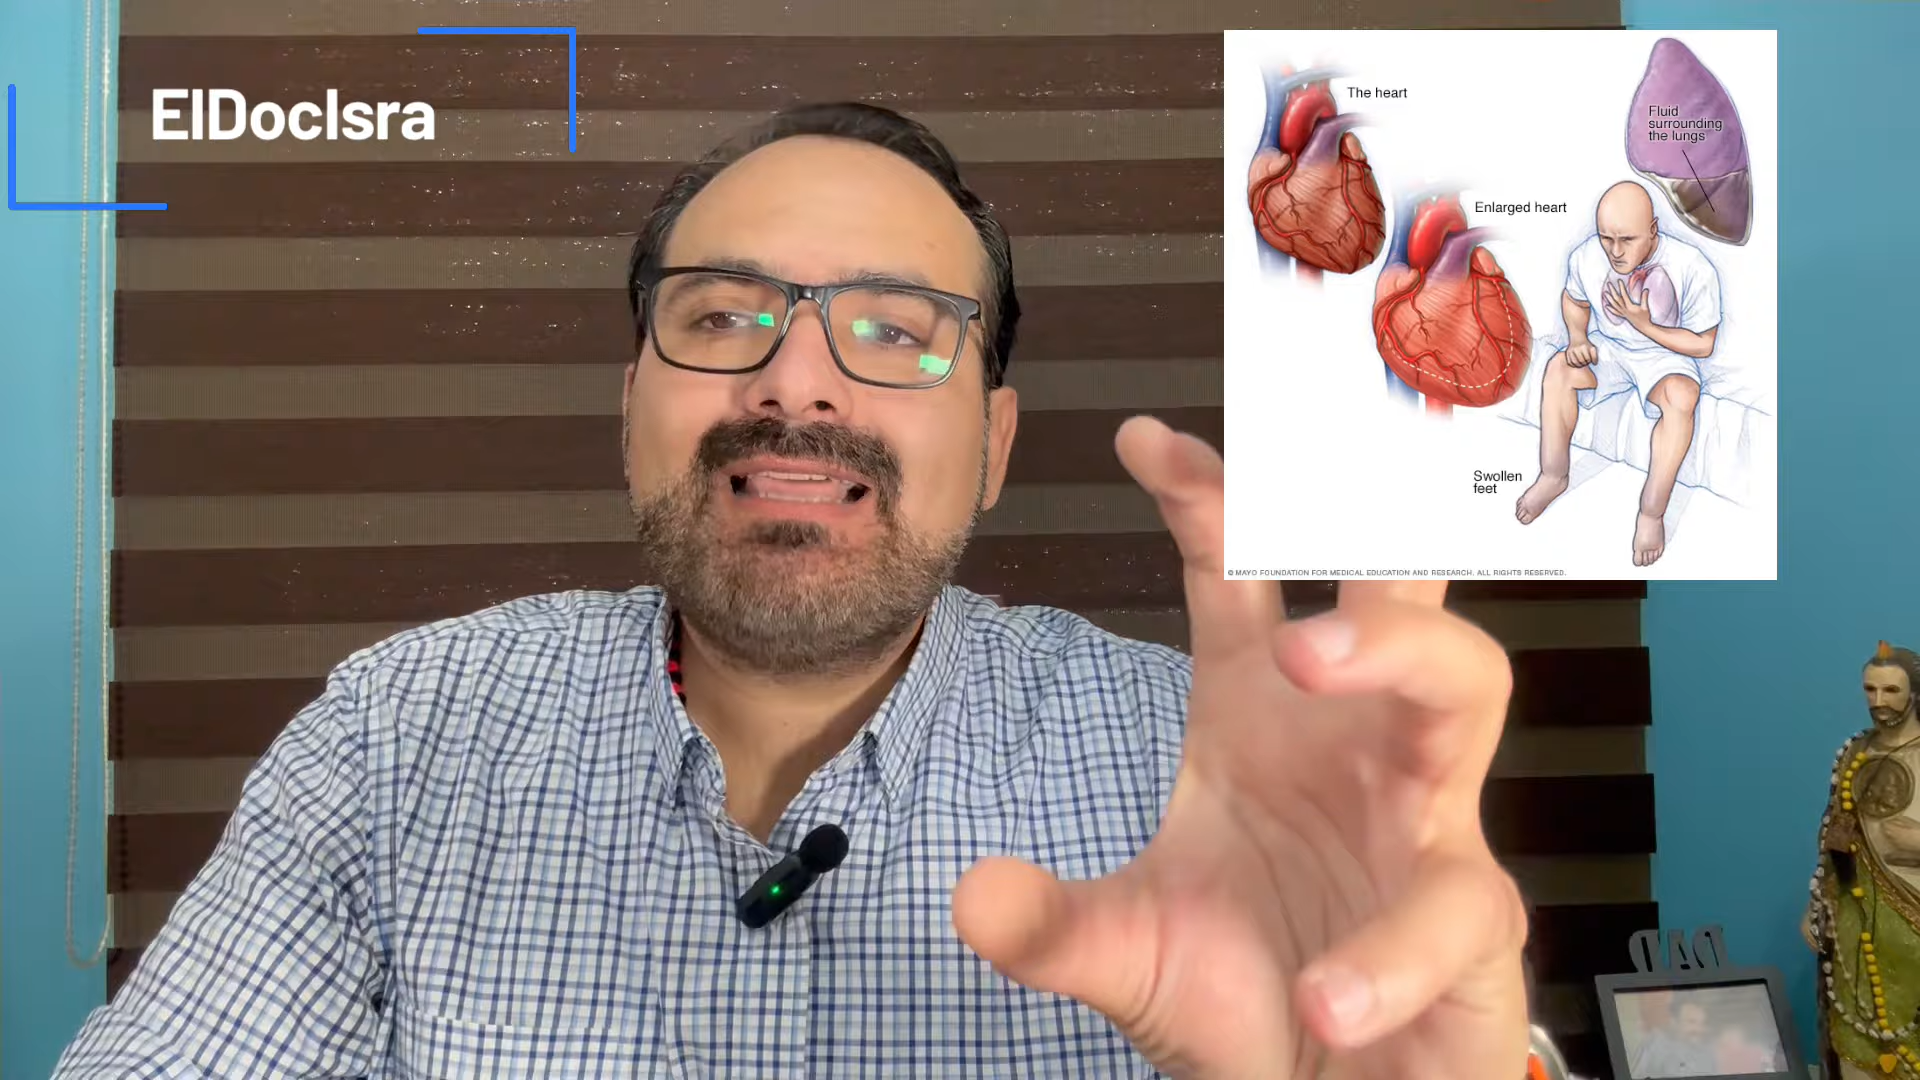 ElDocIsra
The heart
Fluid
surrounding
the lungs
Enlarged heart
Swollen
feet
© MAYO FOUNDATION FOR MEDICAL EDUCATION AND RESEARCH. ALL RIGHTS RESERVED.
DAD